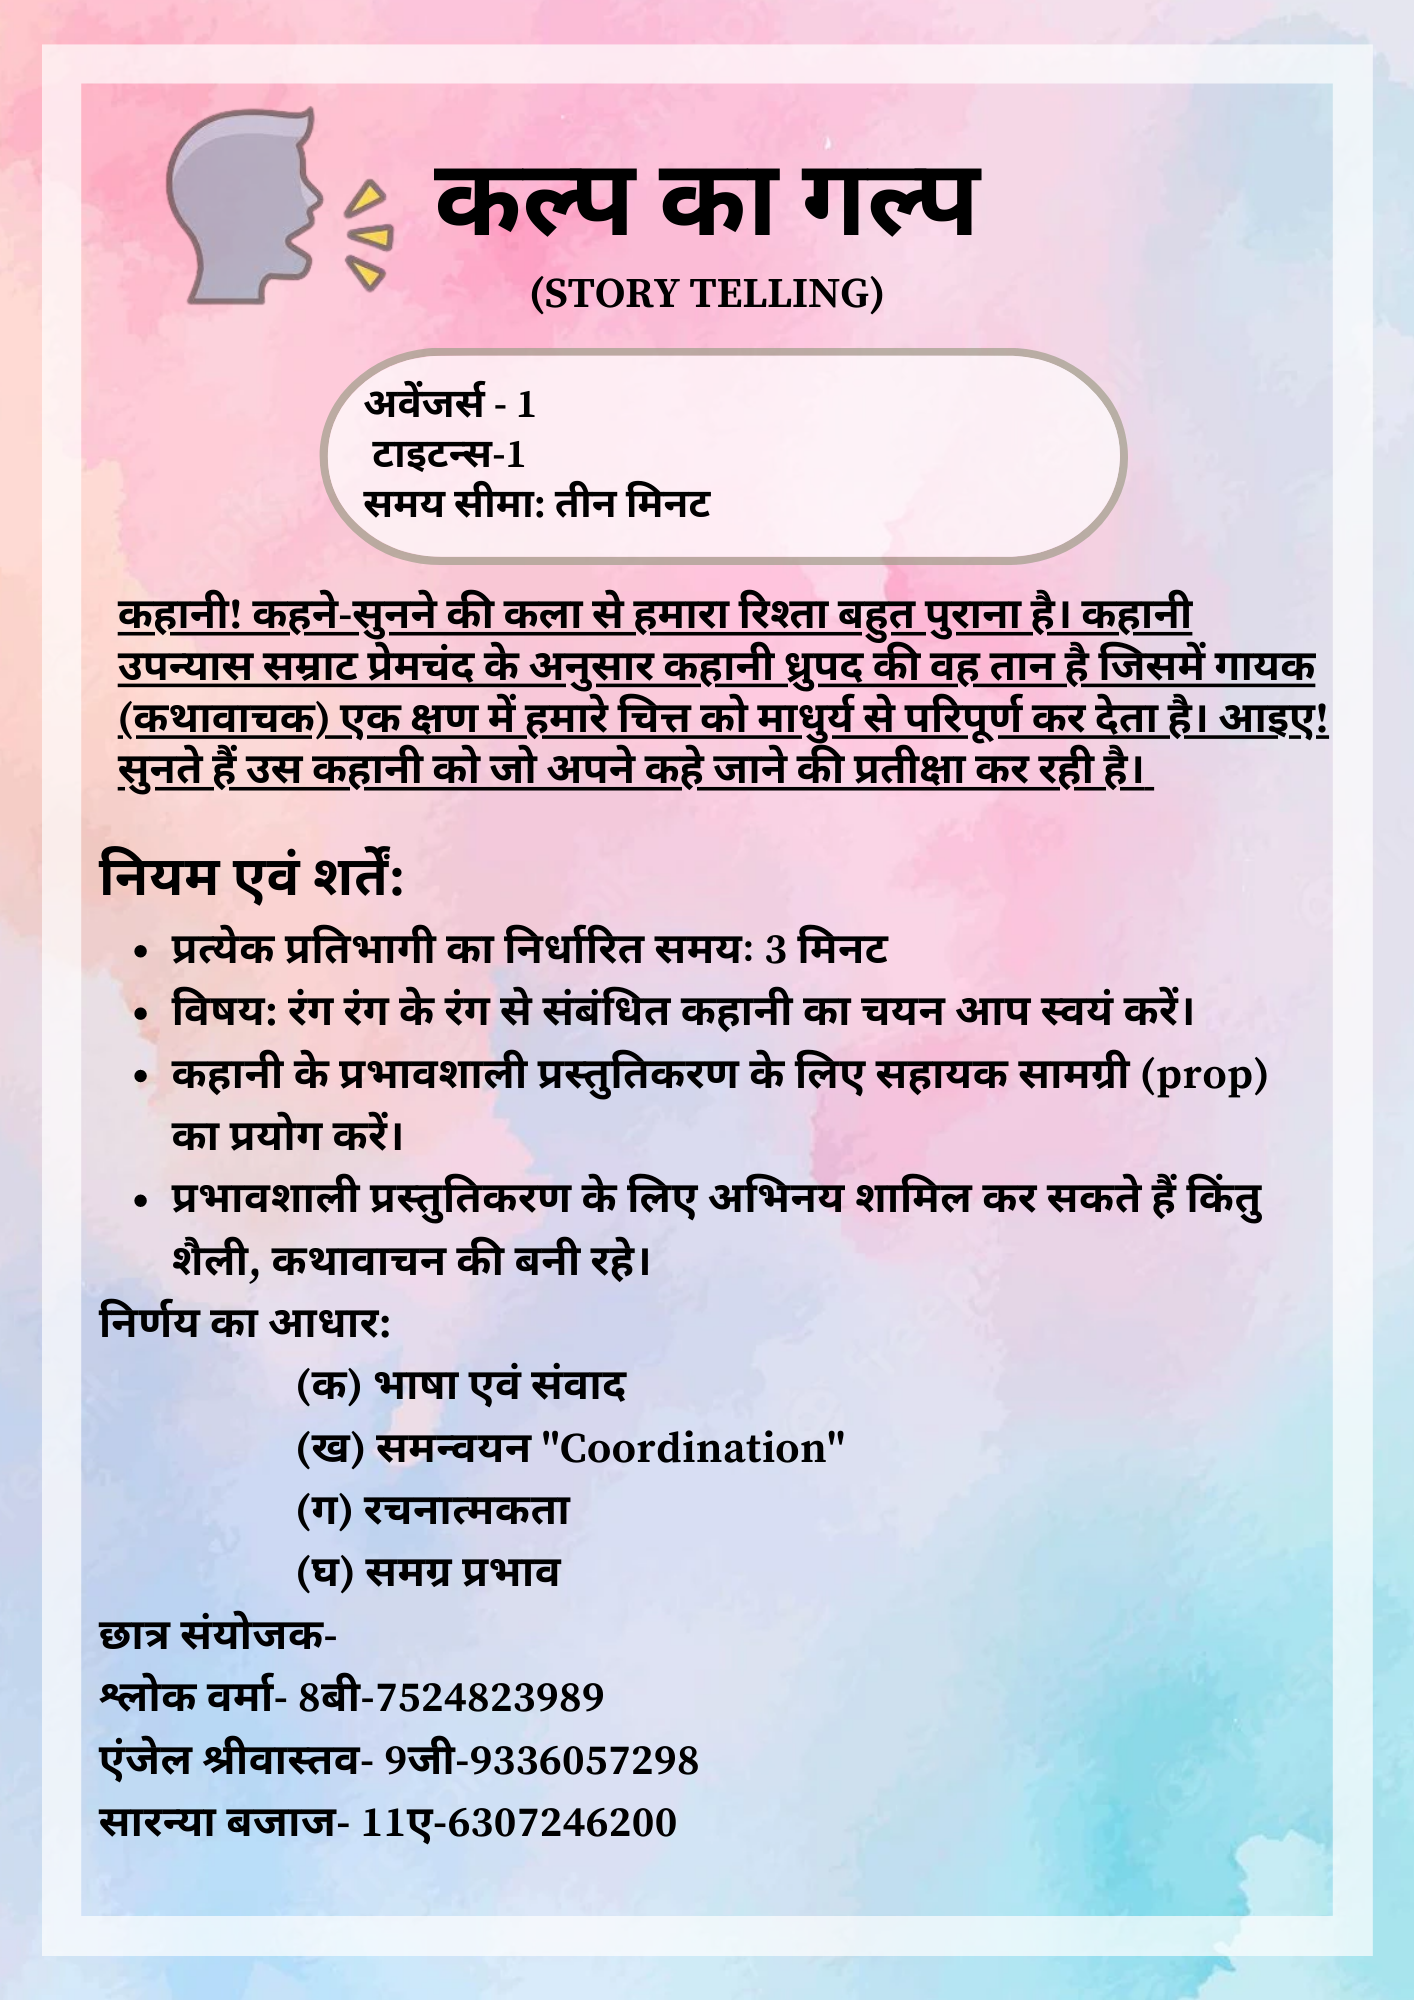 कल्प का गल्प
(STORY TELLING)
अवेंजर्स - 1
टाइटन्स-1
समय सीमा: तीन मिनट
कहानी! कहने-सुनने की कला से हमारा रिश्ता बहुत पुराना है। कहानी
उपन्यास सम्राट प्रेमचंद के अनुसार कहानी ध्रुपद की वह तान है जिसमें गायक
(कथावाचक) एक क्षण में हमारे चित्त को माधुर्य से परिपूर्ण कर देता है। आइए!
सुनते हैं उस कहानी को जो अपने कहे जाने की प्रतीक्षा कर रही है।
नियम एवं शर्तें:
• प्रत्येक प्रतिभागी का निर्धारित समयः 3 मिनट
• विषय: रंग रंग के रंग से संबंधित कहानी का चयन आप स्वयं करें।
• कहानी के प्रभावशाली प्रस्तुतिकरण के लिए सहायक सामग्री (prop)
का प्रयोग करें।
• प्रभावशाली प्रस्तुतिकरण के लिए अभिनय शामिल कर सकते हैं किंतु
शैली, कथावाचन की बनी रहे।
निर्णय का आधार:
(क) भाषा एवं संवाद
(ख) समन्वयन "Coordination"
(ग) रचनात्मकता
(घ) समग्र प्रभाव
छात्र संयोजक-
श्लोक वर्मा- 8बी-7524823989
एंजेल श्रीवास्तव- 9जी-9336057298
सारन्या बजाज- 11ए-6307246200